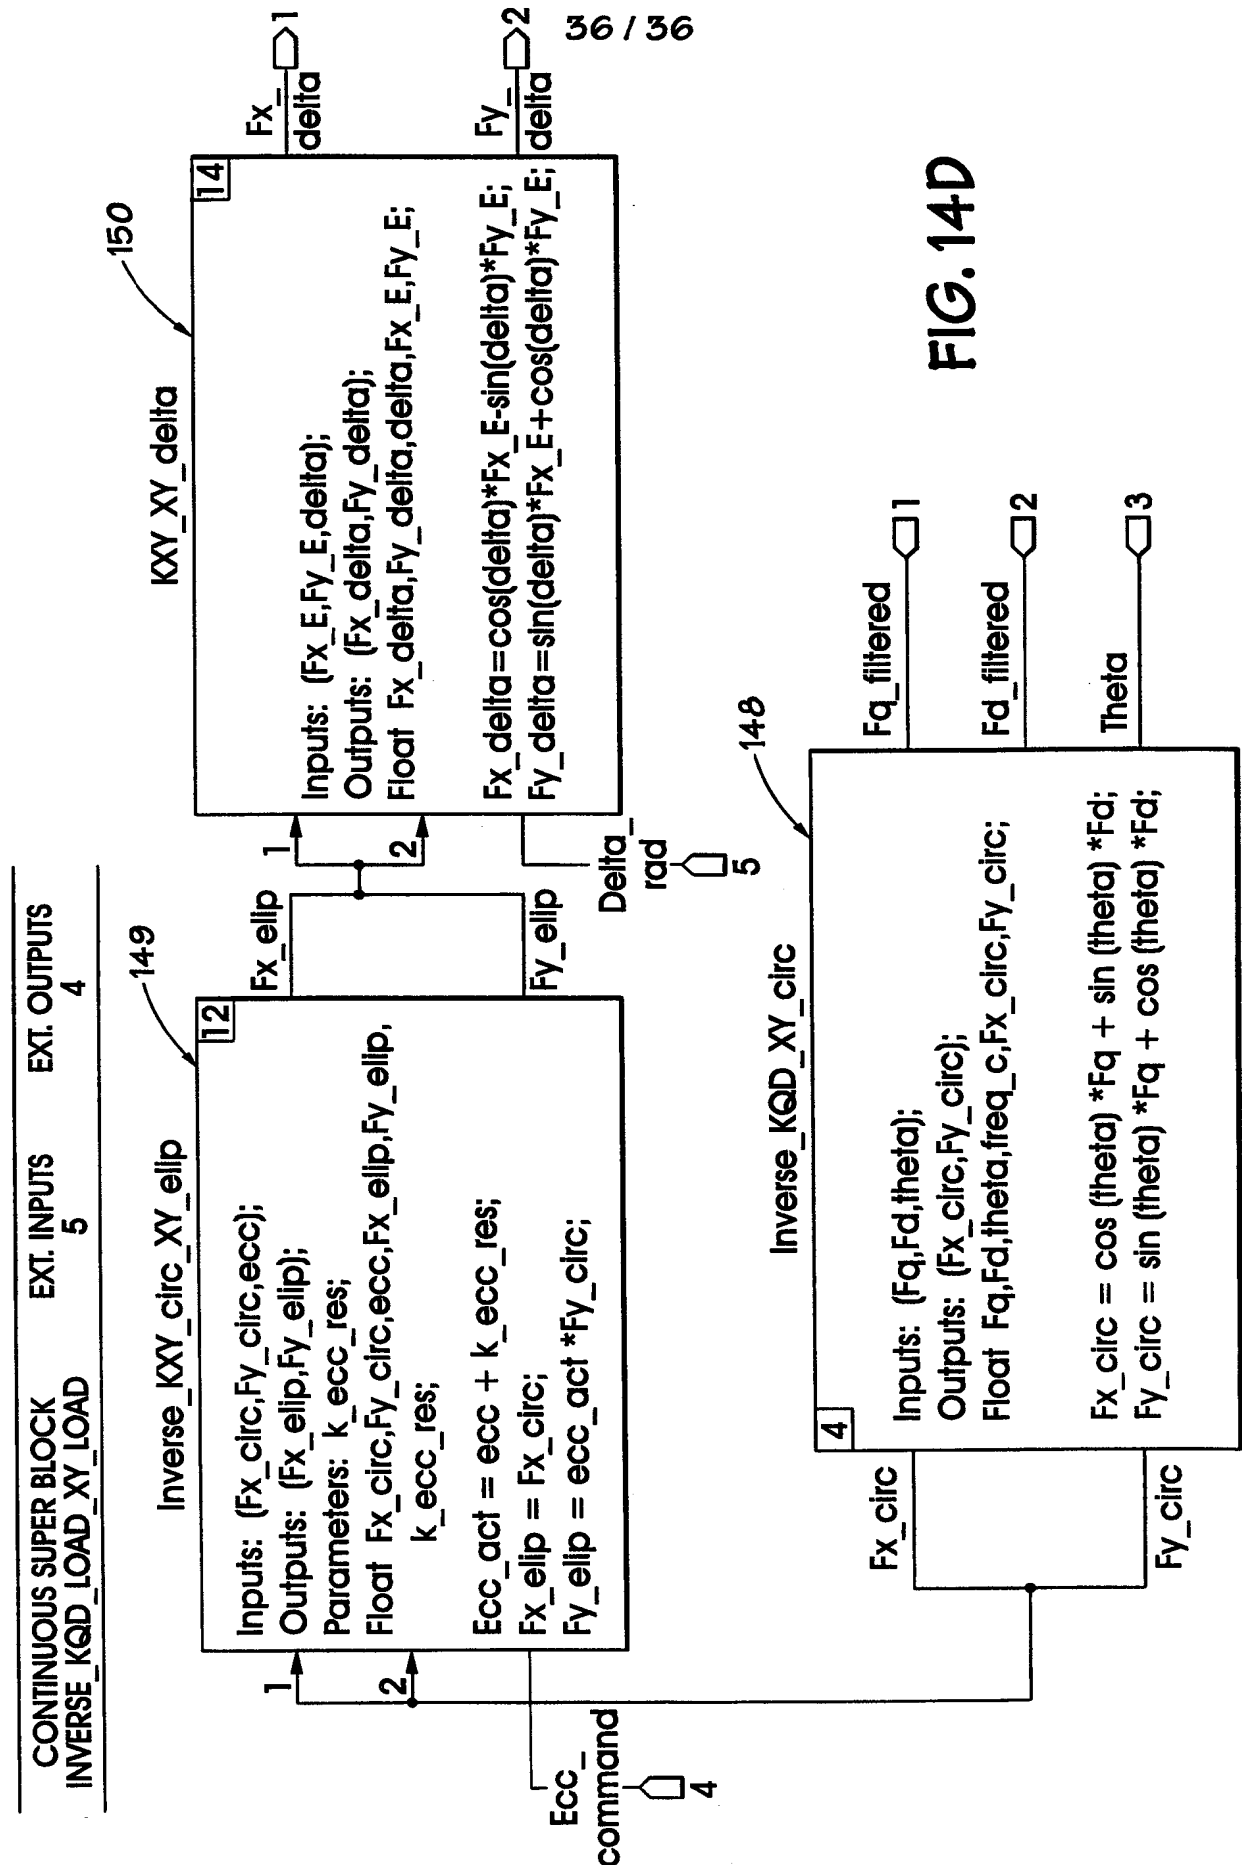 36 / 36
CONTINUOUS SUPER BLOCK EXT. INPUTS EXT. OUTPUTS
INVERSE_KQD_LOAD_XY_LOAD 5 4
149
Inverse_KXY_circ_XY_elip
12
Inputs: (Fx_circ,Fy_circ,ecc);
Outputs: (Fx_elip,Fy_elip);
Parameters: k_ecc_res;
Float Fx_circ,Fy_circ,ecc,Fx_elip,Fy_elip,
k_ecc_res;
Ecc_act = ecc + k_ecc_res;
Fx_elip = Fx_circ;
Fy_elip = ecc_act *Fy_circ;
1
2
Ecc_
command
4
Fx_elip
Fy_elip
150
KXY_XY_delta
14
Inputs: (Fx_E,Fy_E,delta);
Outputs: (Fx_delta,Fy_delta);
Float Fx_delta,Fy_delta,delta,Fx_E,Fy_E;
Fx_delta=cos(delta)*Fx_E-sin(delta)*Fy_E;
Fy_delta=sin(delta)*Fx_E+cos(delta)*Fy_E;
1
2
Delta_
rad
5
Fx_
delta
1
Fy_
delta
2
148
Inverse_KQD_XY_circ
4
Inputs: (Fq,Fd,theta);
Outputs: (Fx_circ,Fy_circ);
Float Fq,Fd,theta,freq_c,Fx_circ,Fy_circ;
Fx_circ = cos (theta) *Fq + sin (theta) *Fd;
Fy_circ = sin (theta) *Fq + cos (theta) *Fd;
Fx_circ
Fy_circ
Fq_filtered
1
Fd_filtered
2
Theta
3
FIG. 14D